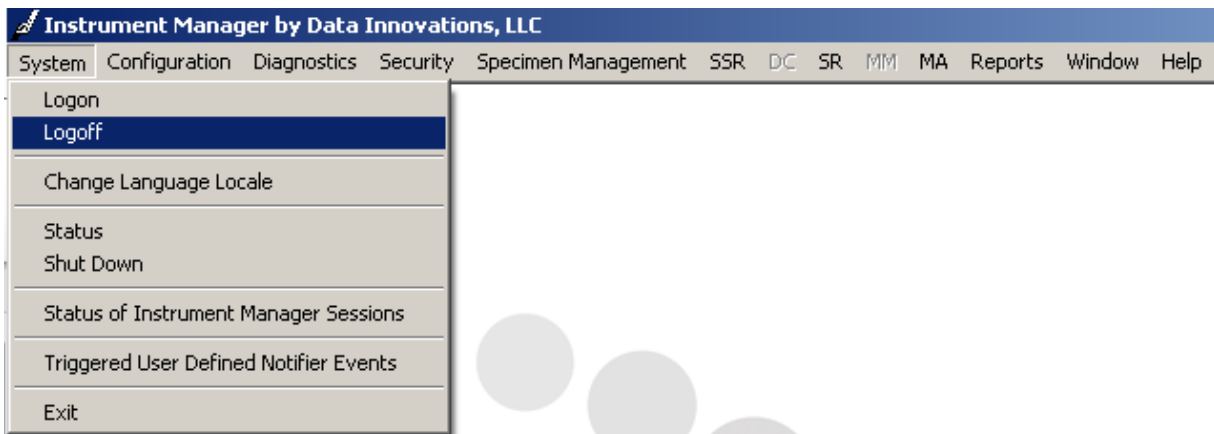 Instrument Manager by Data Innovations, LLC
System Configuration Diagnostics Security Specimen Management SSR DC SR MM MA Reports Window Help
Logon
Logoff
Change Language Locale
Status
Shut Down
Status of Instrument Manager Sessions
Triggered User Defined Notifier Events
Exit